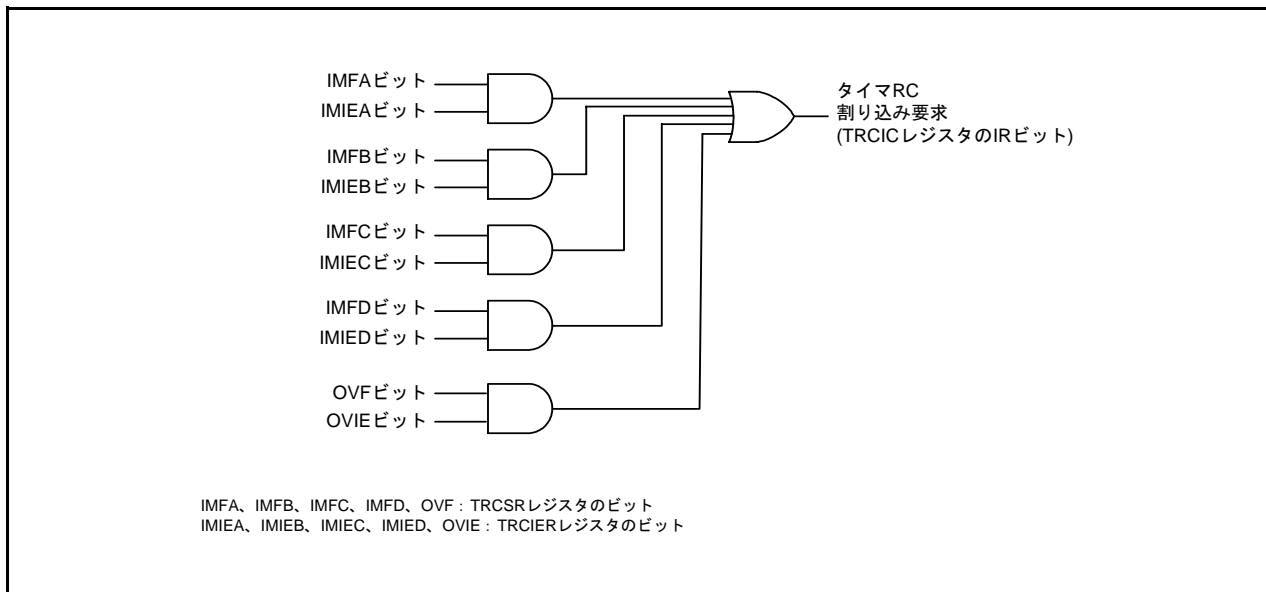 IMFAビット
IMIEAビット
IMFBビット
IMIEBビット
IMFCビット
IMIECビット
IMFDビット
IMIEDビット
OVFビット
OVIEビット
タイマRC
割り込み要求
(TRCICレジスタのIRビット)
IMFA、IMFB、IMFC、IMFD、OVF：TRCSRレジスタのビット
IMIEA、IMIEB、IMIEC、IMIED、OVIE：TRCIERレジスタのビット